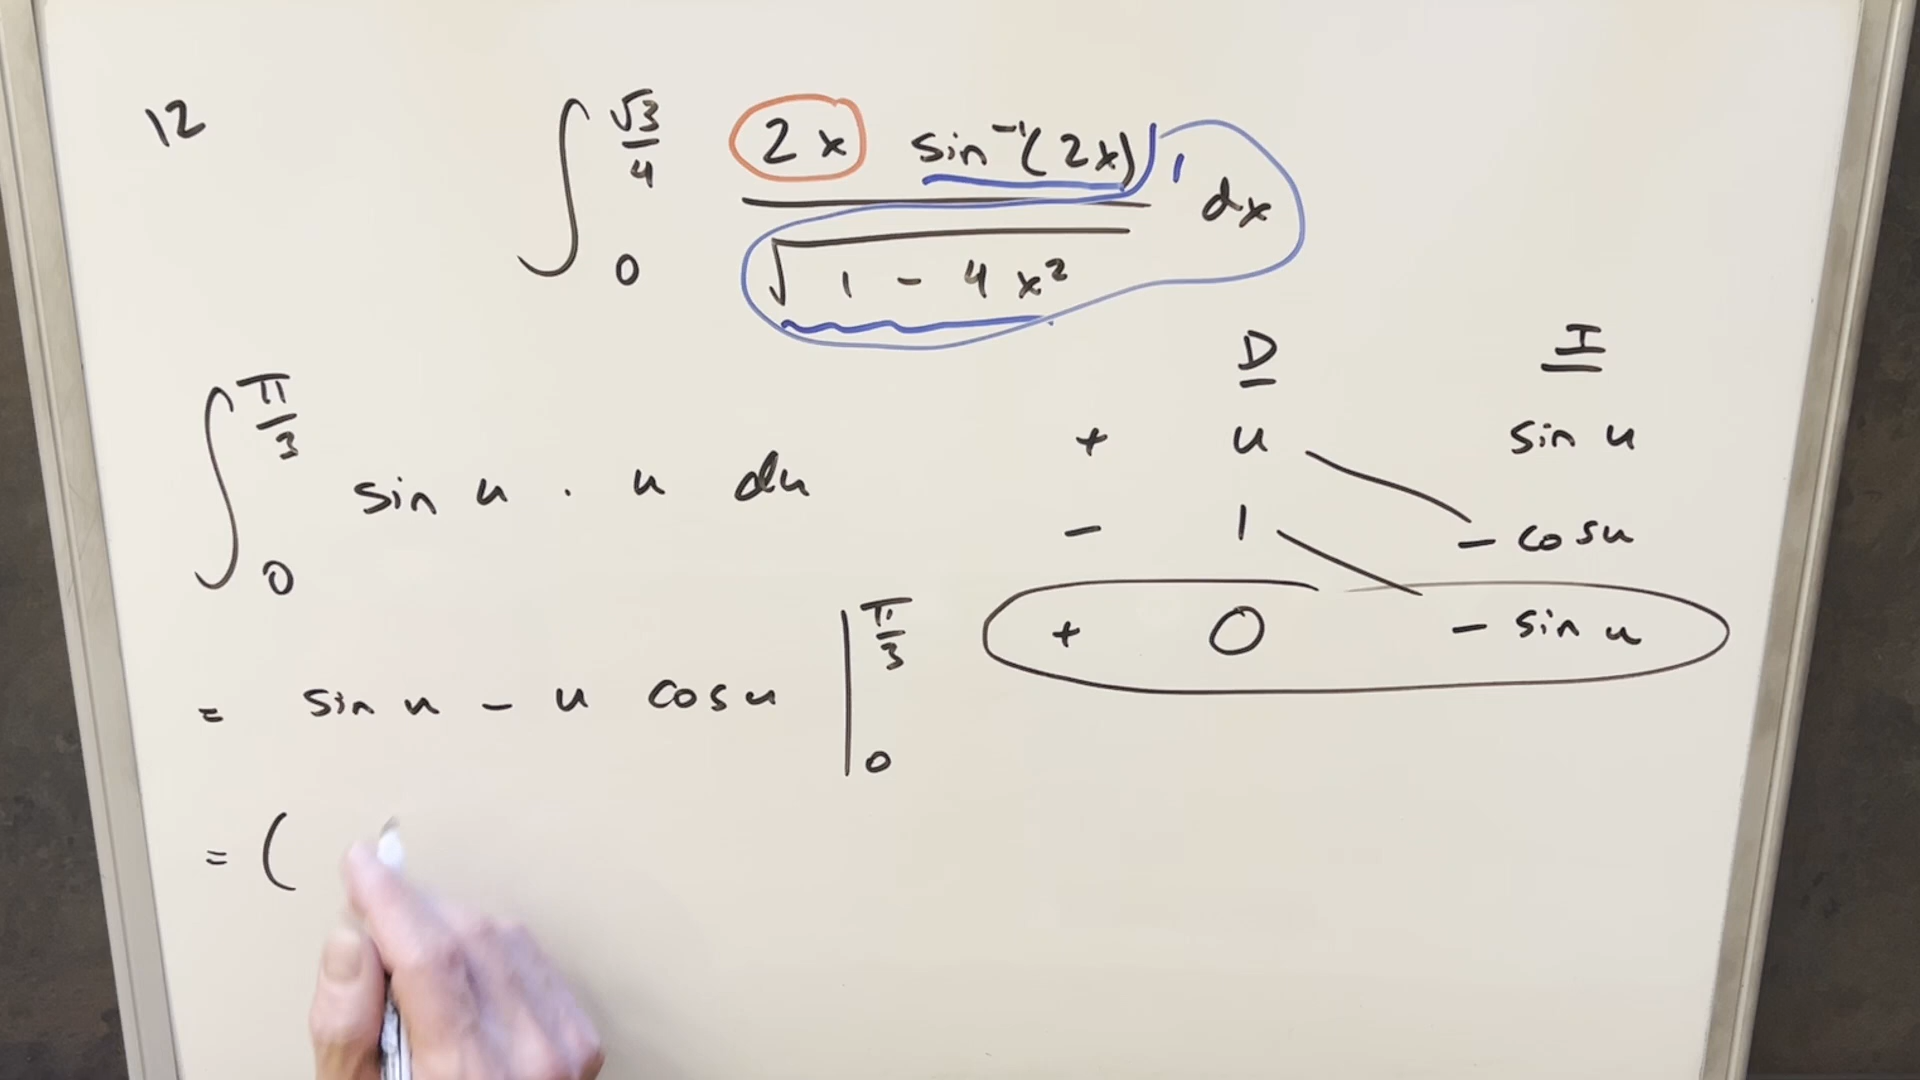 12
∫₀^(√3/4) (2x sin⁻¹(2x)) / √(1 - 4x²) dx
1
D I
+ u sin u
- 1 - cos u
+ 0 - sin u
∫₀^(π/3) sin u · u du
= sin u - u cos u |₀^(π/3)
= (